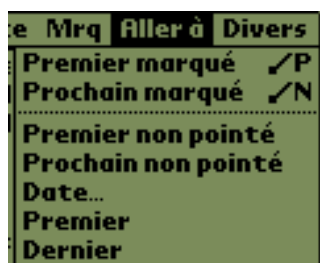 e Mrq Aller à Divers
Premier marqué /P
Prochain marqué /N
Premier non pointé
Prochain non pointé
Date...
Premier
Dernier